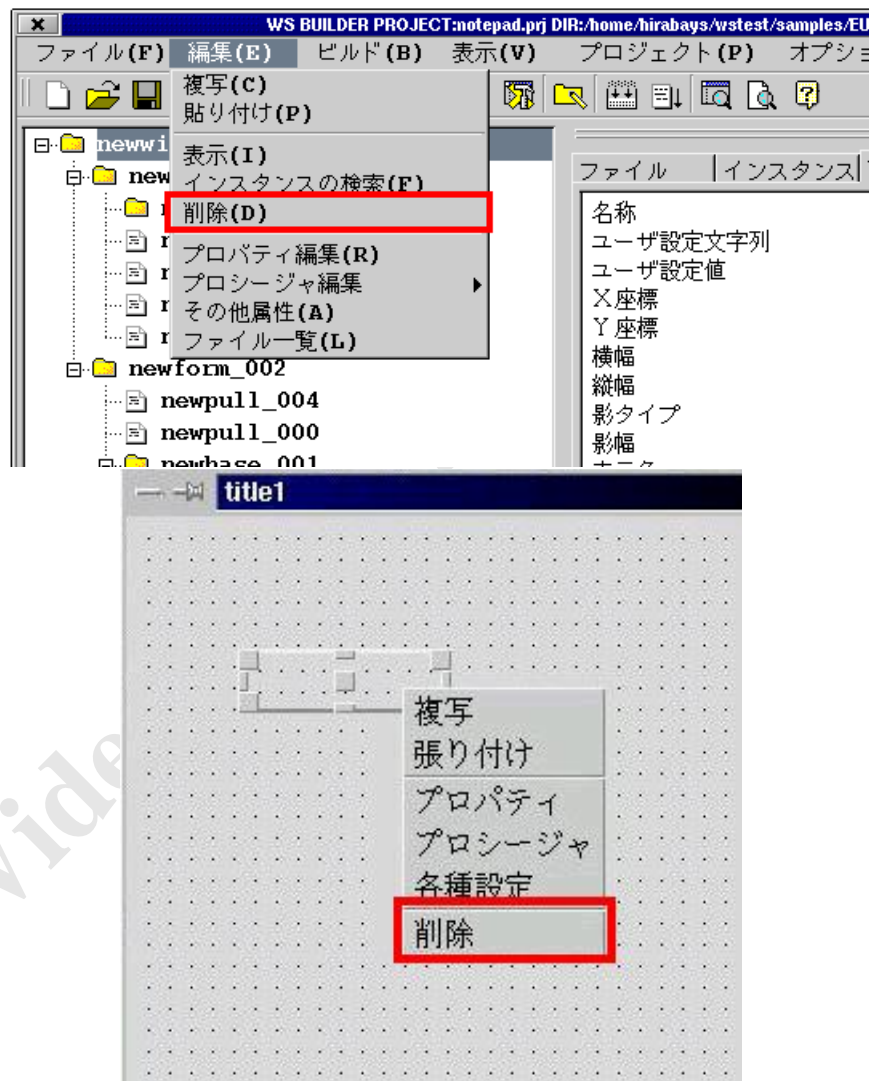 WS BUILDER PROJECT:notepad.prj DIR:/home/hirabays/wstest/samples/EU
ファイル(F) 編集(E) ビルド(B) 表示(V) プロジェクト(P) オプショ
複写(C)
貼り付け(P)
表示(I)
インスタンスの検索(F)
削除(D)
プロパティ編集(R)
プロシージャ編集
その他属性(A)
ファイル一覧(L)
newwi
new
newform_002
newpull_004
newpull_000
newbase_001
ファイル インスタンス
名称
ユーザ設定文字列
ユーザ設定値
X座標
Y座標
横幅
縦幅
影タイプ
影幅
title1
複写
張り付け
プロパティ
プロシージャ
各種設定
削除